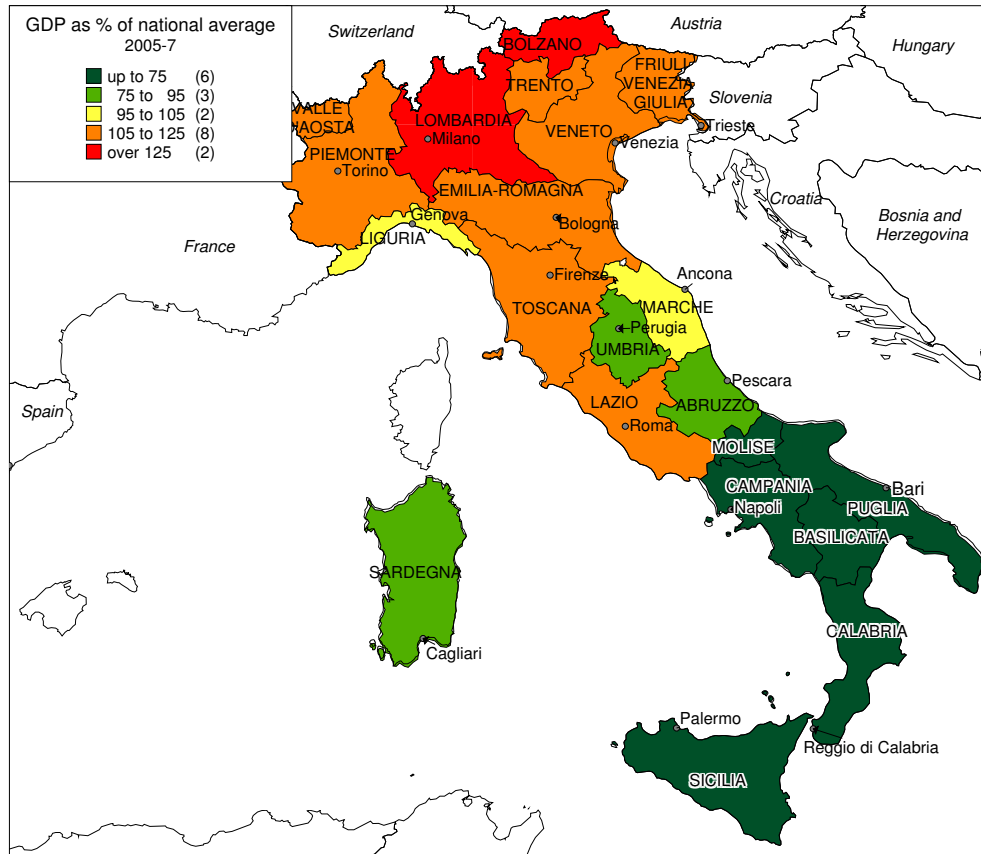 GDP as % of national average
2005-7
up to 75 (6)
75 to 95 (3)
95 to 105 (2)
105 to 125 (8)
over 125 (2)
Switzerland
Austria
Hungary
BOLZANO
FRIULI
VENEZIA
GIULIA
TRENTO
Slovenia
VALLE
AOSTA
LOMBARDIA
Milano
VENETO
Trieste
Venezia
PIEMONTE
Torino
EMILIA-ROMAGNA
Croatia
Genova
Bologna
Bosnia and
Herzegovina
LIGURIA
France
Firenze
Ancona
TOSCANA
MARCHE
Perugia
UMBRIA
Pescara
Spain
LAZIO
ABRUZZO
Roma
MOLISE
CAMPANIA
Bari
Napoli
PUGLIA
BASILICATA
SARDEGNA
CALABRIA
Cagliari
Palermo
Reggio di Calabria
SICILIA